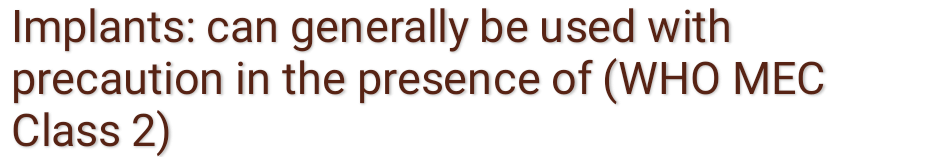 Implants: can generally be used with
precaution in the presence of (WHO MEC
Class 2)